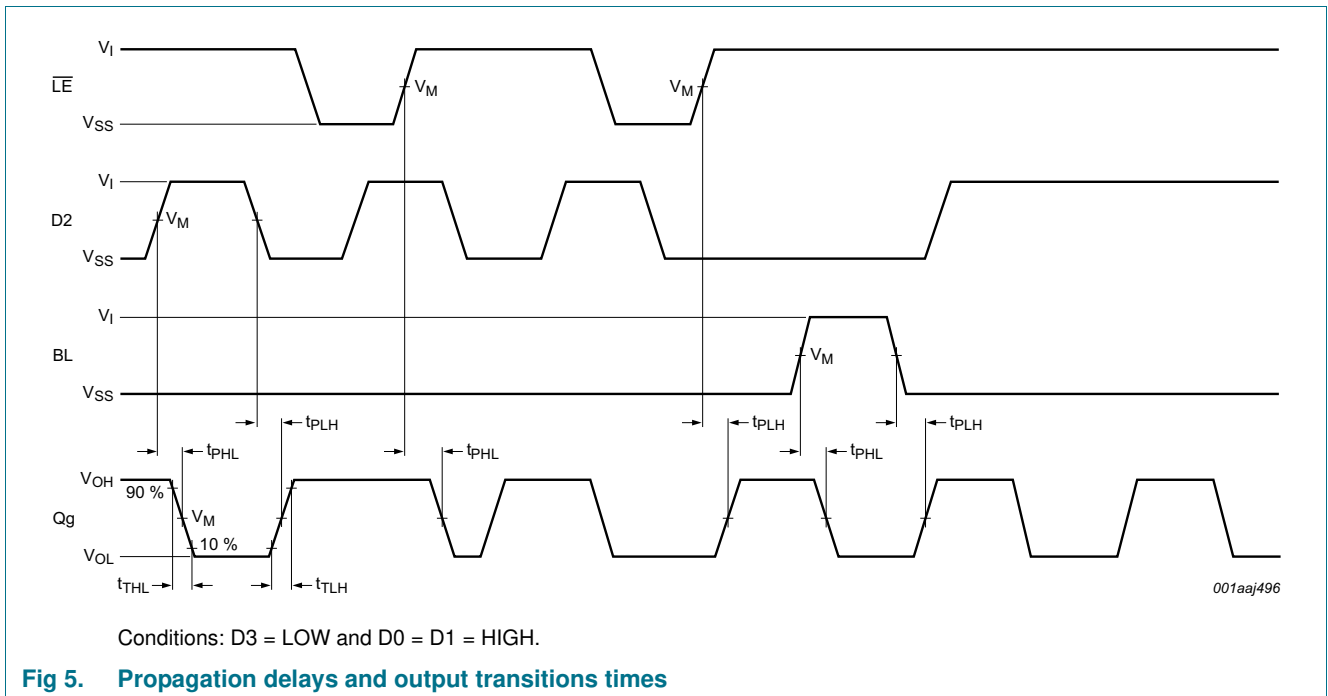 VI
LE
VM
VM
VSS
VI
D2
VM
VSS
VI
BL
VM
VSS
tPLH
tPLH
tPLH
tPHL
tPHL
tPHL
VOH
90 %
Qg
VM
10 %
VOL
tTHL
tTLH
001aaj496
Conditions: D3 = LOW and D0 = D1 = HIGH.
Fig 5. Propagation delays and output transitions times